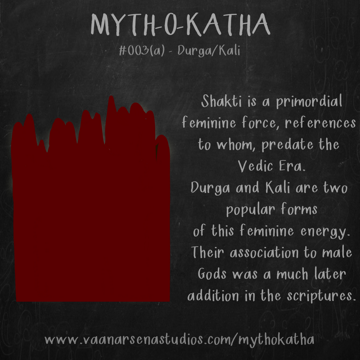 MYTH-O-KATHA
#003(a) - Durga/Kali
Shakti is a primordial
feminine force, references
to whom, predate the
Vedic Era.
Durga and Kali are two
popular forms
of this feminine energy.
Their association to male
Gods was a much later
addition in the scriptures.
www.vaanarsenastudios.com/mythokatha